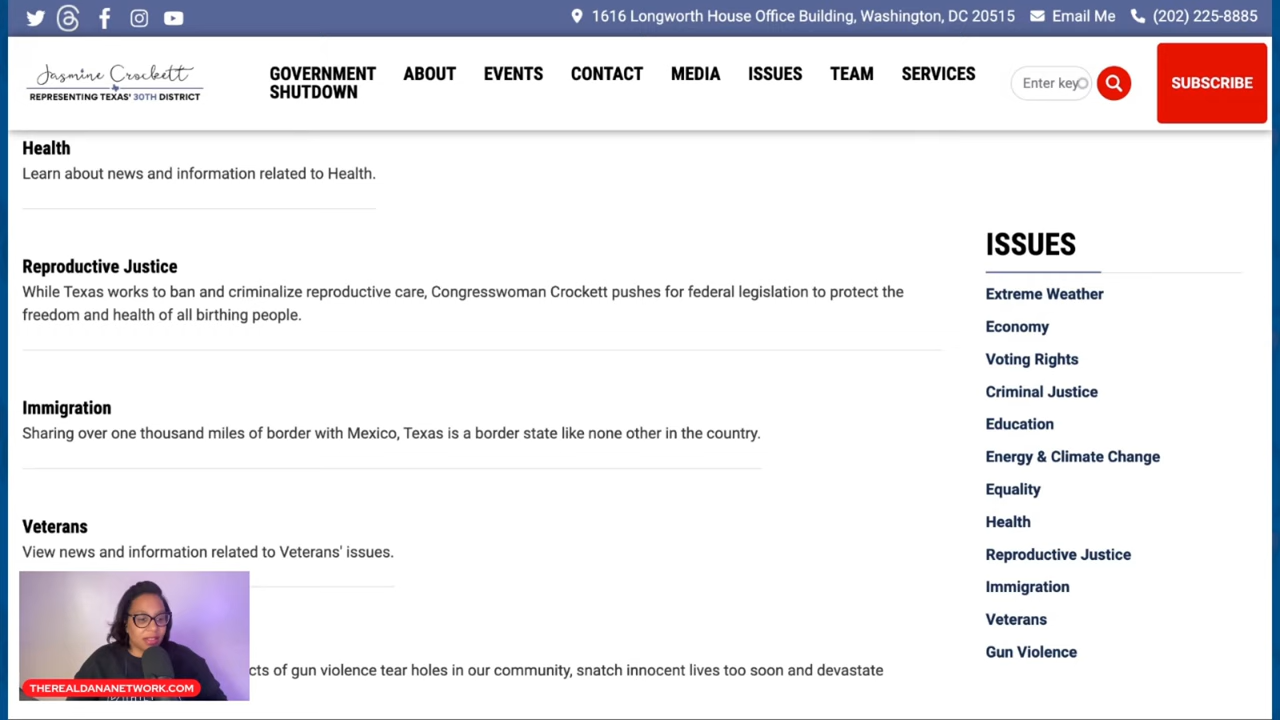 1616 Longworth House Office Building, Washington, DC 20515
Email Me
(202) 225-8885
Jasmine Crockett
REPRESENTING TEXAS' 30TH DISTRICT
GOVERNMENT
SHUTDOWN
ABOUT
EVENTS
CONTACT
MEDIA
ISSUES
TEAM
SERVICES
Enter key
SUBSCRIBE
Health
Learn about news and information related to Health.
Reproductive Justice
While Texas works to ban and criminalize reproductive care, Congresswoman Crockett pushes for federal legislation to protect the
freedom and health of all birthing people.
Immigration
Sharing over one thousand miles of border with Mexico, Texas is a border state like none other in the country.
Veterans
View news and information related to Veterans' issues.
cts of gun violence tear holes in our community, snatch innocent lives too soon and devastate
ISSUES
Extreme Weather
Economy
Voting Rights
Criminal Justice
Education
Energy & Climate Change
Equality
Health
Reproductive Justice
Immigration
Veterans
Gun Violence
THEREALDANANETWORK.COM